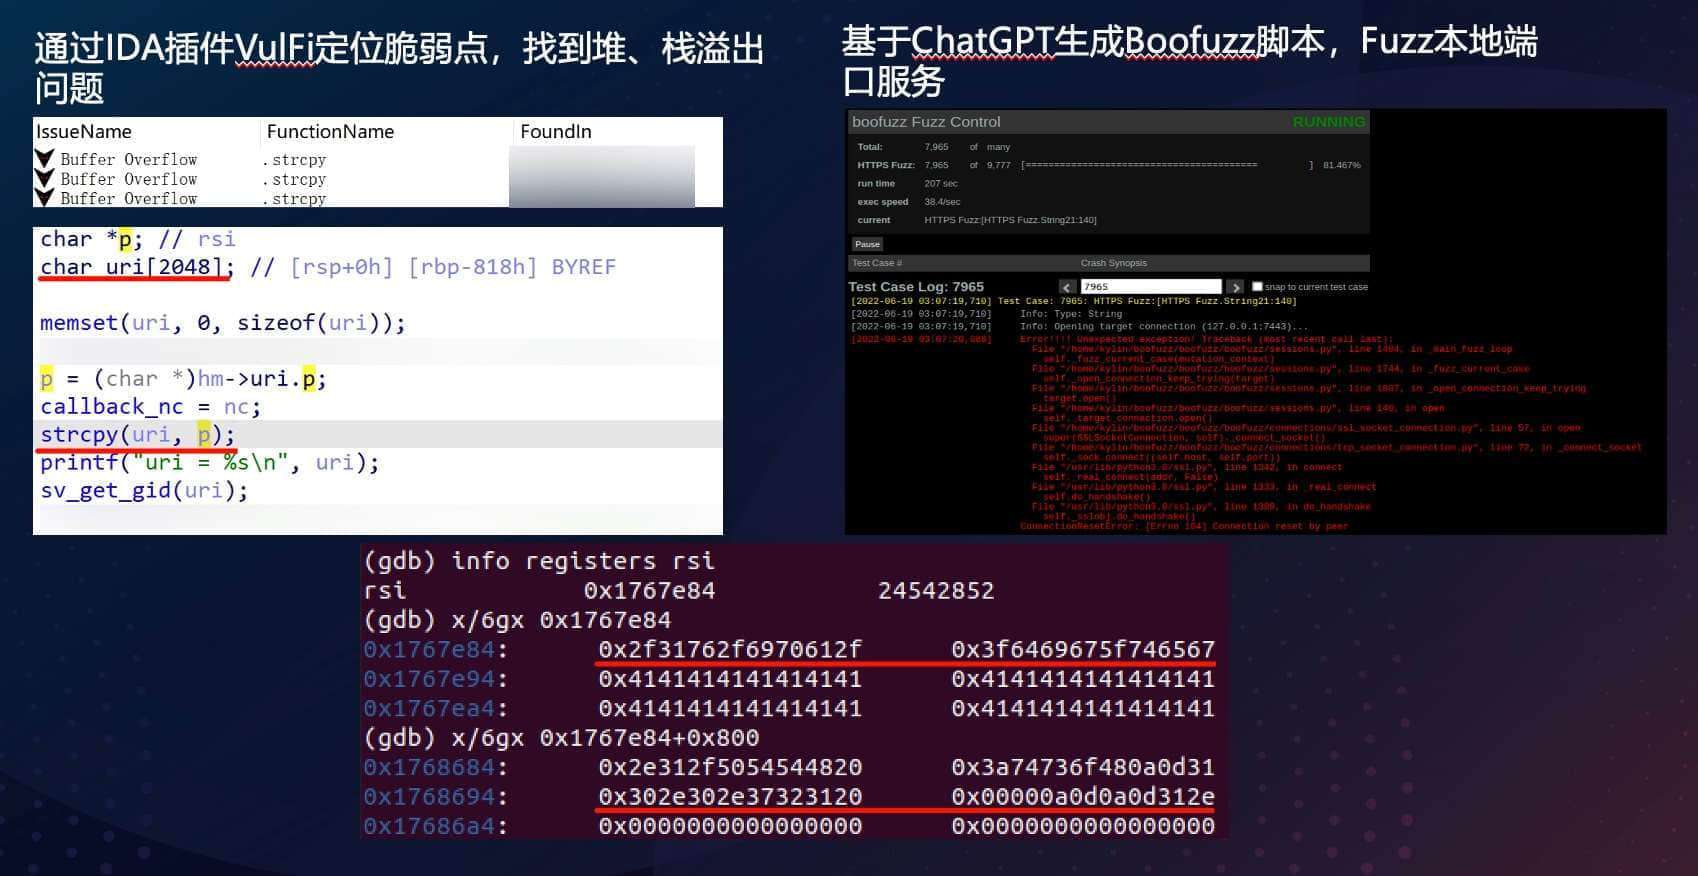 通过IDA插件VulFi定位脆弱点，找到堆、栈溢出
问题
IssueName FunctionName FoundIn
Buffer Overflow .strcpy
Buffer Overflow .strcpy
Buffer Overflow .strcpy
char *p; // rsi
char uri[2048]; // [rsp+0h] [rbp-818h] BYREF
memset(uri, 0, sizeof(uri));
p = (char *)hm->uri.p;
callback_nc = nc;
strcpy(uri, p);
printf("uri = %s\n", uri);
sv_get_gid(uri);
基于ChatGPT生成Boofuzz脚本，Fuzz本地端
口服务
boofuzz Fuzz Control RUNNING
Total: 7,965 of many
HTTPS Fuzz: 7,965 of 9,777 [========================================= ] 81.467%
run time 207 sec
exec speed 38.4/sec
current HTTPS Fuzz:[HTTPS Fuzz.String21:140]
Pause
Test Case # Crash Synopsis
Test Case Log: 7965 < 7965 > snap to current test case
[2022-06-19 03:07:19,710] Test Case: 7965: HTTPS Fuzz:[HTTPS Fuzz.String21:140]
[2022-06-19 03:07:19,710] Info: Type: String
[2022-06-19 03:07:19,710] Info: Opening target connection (127.0.0.1:7443)...
Error!!!! Unexpected exception! Traceback (most recent call last):
File "/home/kylin/boofuzz/boofuzz/boofuzz/sessions.py", line 1464, in _main_fuzz_loop
self._fuzz_current_case(mutation_context)
File "/home/kylin/boofuzz/boofuzz/boofuzz/sessions.py", line 1744, in _fuzz_current_case
self._open_connection_keep_trying(target)
File "/home/kylin/boofuzz/boofuzz/boofuzz/sessions.py", line 1887, in _open_connection_keep_trying
target.open()
File "/home/kylin/boofuzz/boofuzz/boofuzz/sessions.py", line 140, in open
self._target_connection.open()
File "/home/kylin/boofuzz/boofuzz/boofuzz/connections/ssl_socket_connection.py", line 57, in open
super(SSLSocketConnection, self)._connect_socket()
File "/home/kylin/boofuzz/boofuzz/boofuzz/connections/tcp_socket_connection.py", line 72, in _connect_socket
self._sock.connect((self.host, self.port))
File "/usr/lib/python3.8/ssl.py", line 1342, in connect
self._real_connect(addr, False)
File "/usr/lib/python3.8/ssl.py", line 1333, in _real_connect
self.do_handshake()
File "/usr/lib/python3.8/ssl.py", line 1309, in do_handshake
self._sslobj.do_handshake()
ConnectionResetError: [Errno 104] Connection reset by peer
(gdb) info registers rsi
rsi 0x1767e84 24542852
(gdb) x/6gx 0x1767e84
0x1767e84: 0x2f31762f6970612f 0x3f6469675f746567
0x1767e94: 0x4141414141414141 0x4141414141414141
0x1767ea4: 0x4141414141414141 0x4141414141414141
(gdb) x/6gx 0x1767e84+0x800
0x1768684: 0x2e312f5054544820 0x3a74736f480a0d31
0x1768694: 0x302e302e37323120 0x00000a0d0a0d312e
0x17686a4: 0x0000000000000000 0x0000000000000000